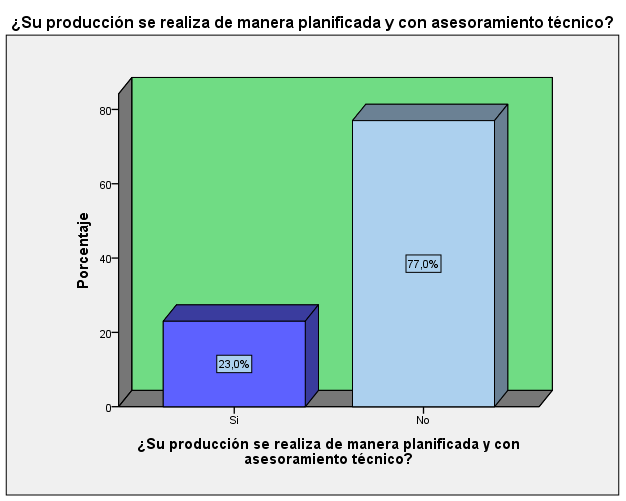 ¿Su producción se realiza de manera planificada y con asesoramiento técnico?
80
60
40
20
0
Porcentaje
77,0%
23,0%
Si
No
¿Su producción se realiza de manera planificada y con
asesoramiento técnico?